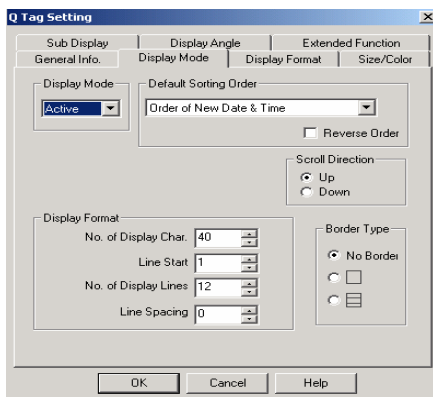 Q Tag Setting
Sub Display Display Angle Extended Function
General Info. Display Mode Display Format Size/Color
Display Mode
Active
Default Sorting Order
Order of New Date & Time
Reverse Order
Scroll Direction
Up
Down
Display Format
No. of Display Char. 40
Line Start 1
No. of Display Lines 12
Line Spacing 0
Border Type
No Border
OK Cancel Help